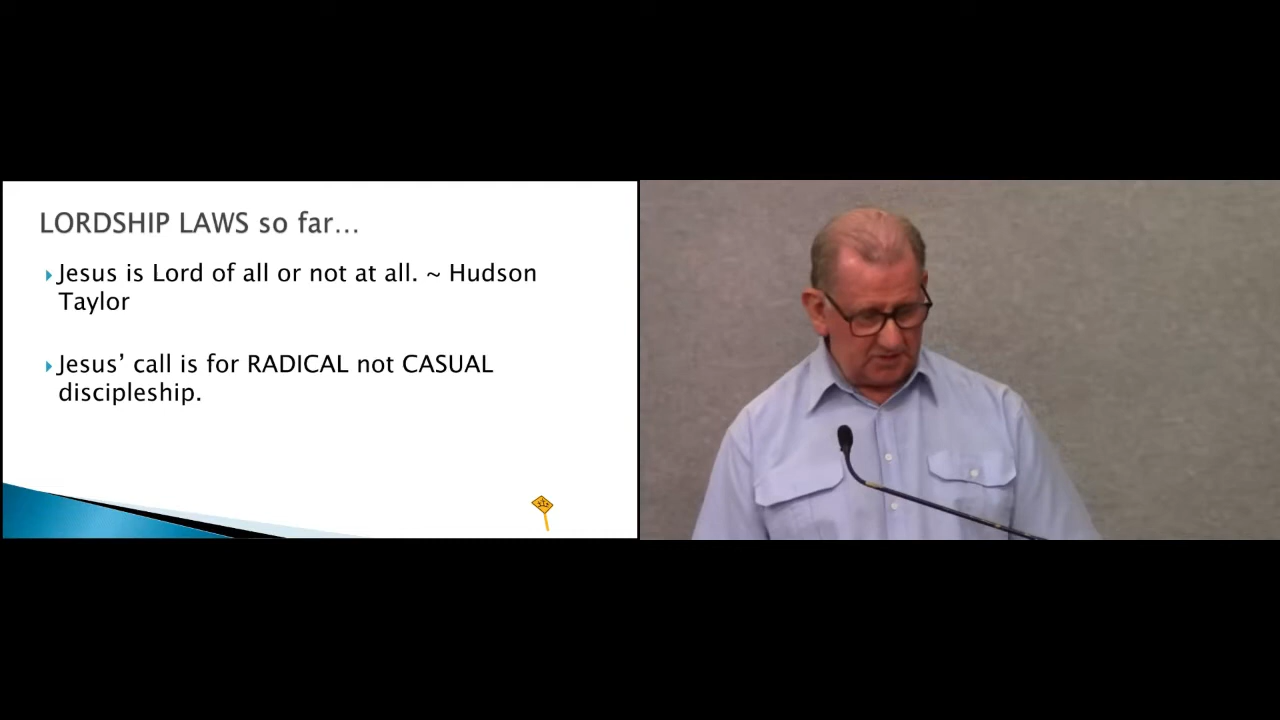 LORDSHIP LAWS so far...
Jesus is Lord of all or not at all. ~ Hudson
Taylor
Jesus’ call is for RADICAL not CASUAL
discipleship.